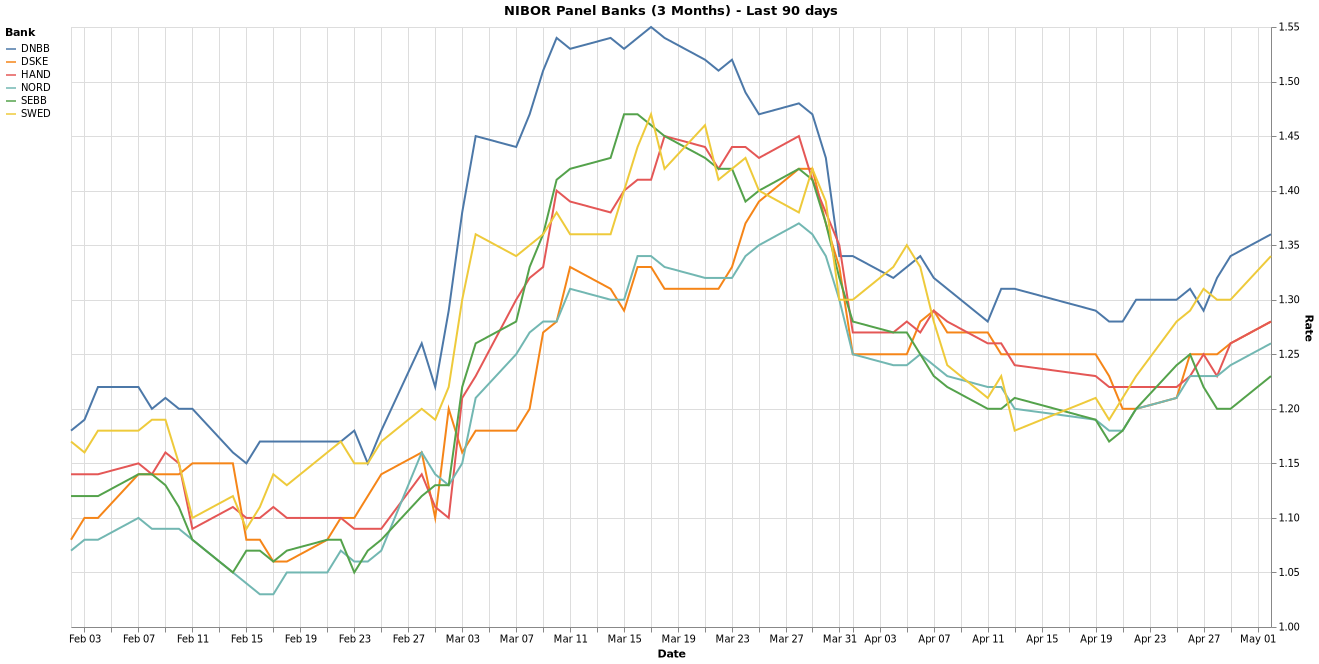 NIBOR Panel Banks (3 Months) - Last 90 days
Bank
DNBB
DSKE
HAND
NORD
SEBB
SWED
1.55
1.50
1.45
1.40
1.35
1.30
1.25
1.20
1.15
1.10
1.05
1.00
Rate
Feb 03 Feb 07 Feb 11 Feb 15 Feb 19 Feb 23 Feb 27 Mar 03 Mar 07 Mar 11 Mar 15 Mar 19 Mar 23 Mar 27 Mar 31 Apr 03 Apr 07 Apr 11 Apr 15 Apr 19 Apr 23 Apr 27 May 01
Date